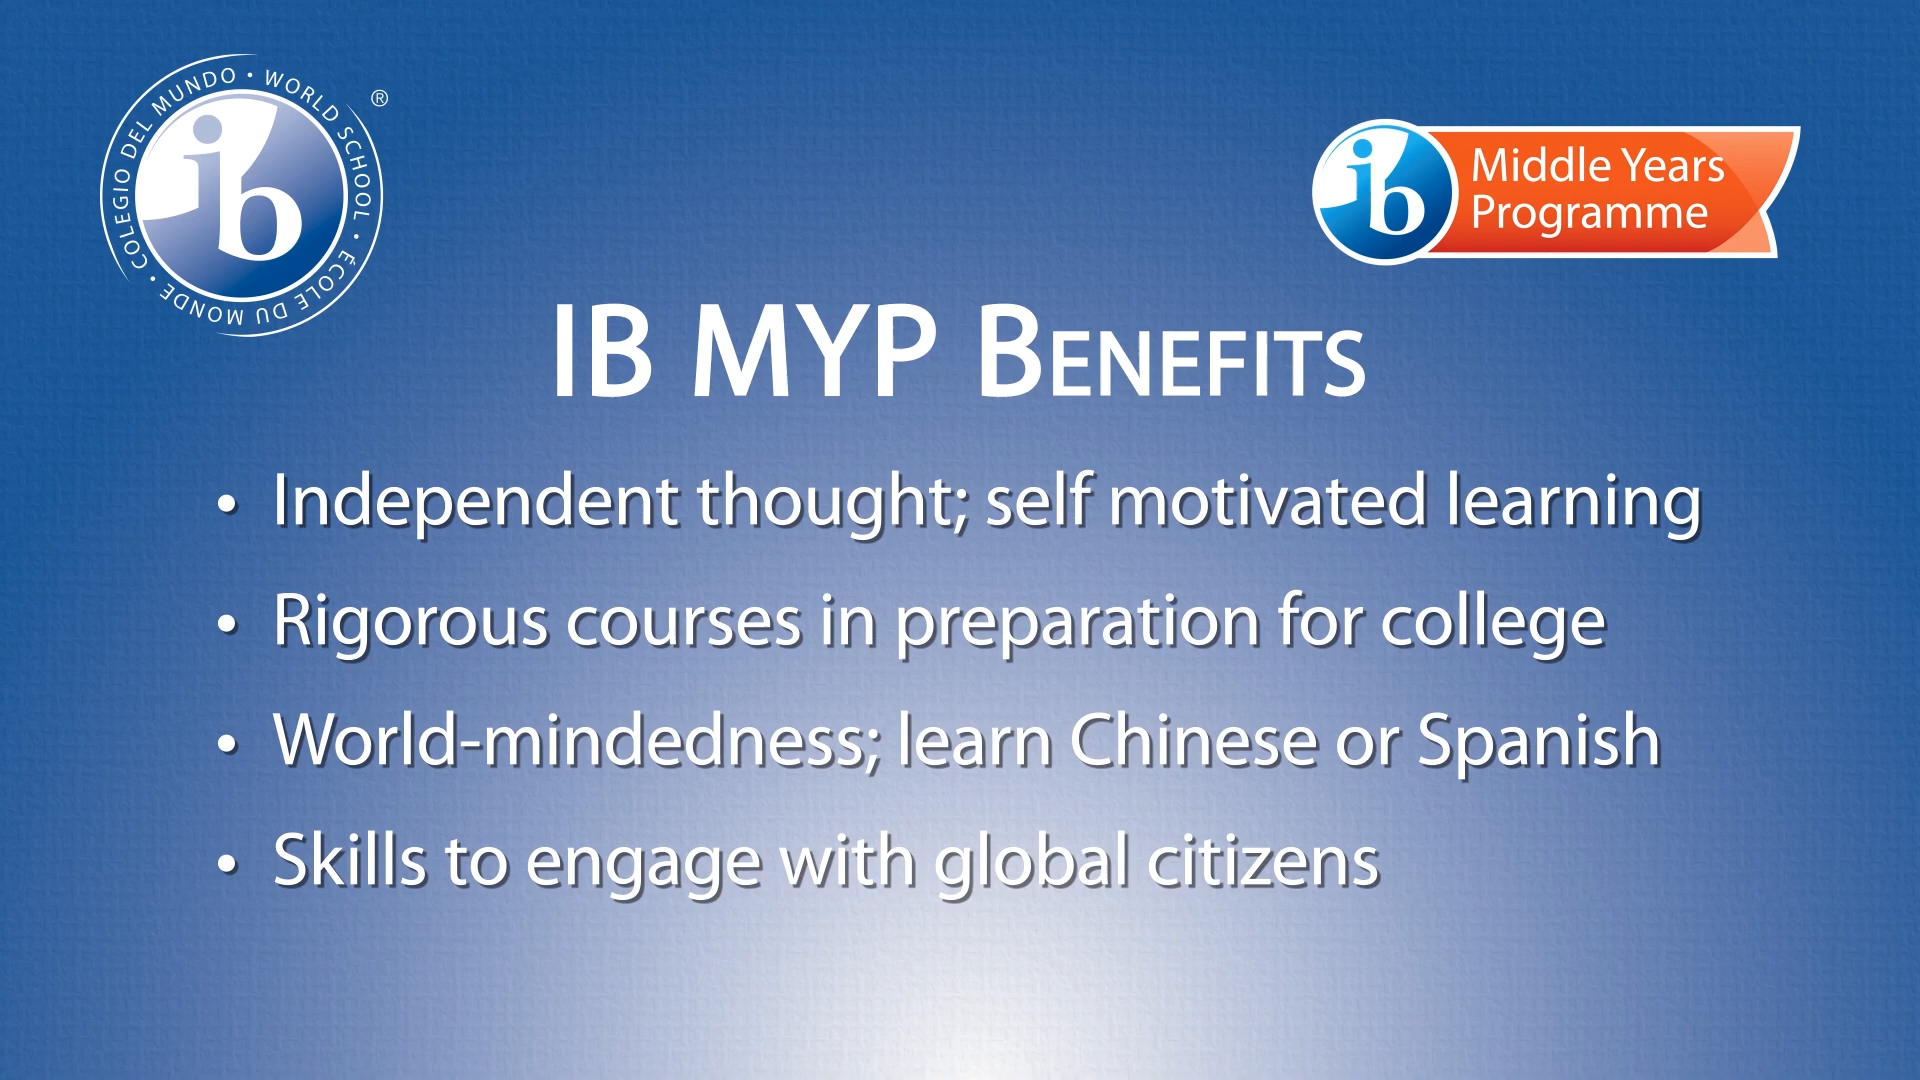 COLEGIO DEL MUNDO • WORLD SCHOOL • ÉCOLE DU MONDE •
®
ib
ib
Middle Years
Programme
IB MYP BENEFITS
• Independent thought; self motivated learning
• Rigorous courses in preparation for college
• World-mindedness; learn Chinese or Spanish
• Skills to engage with global citizens